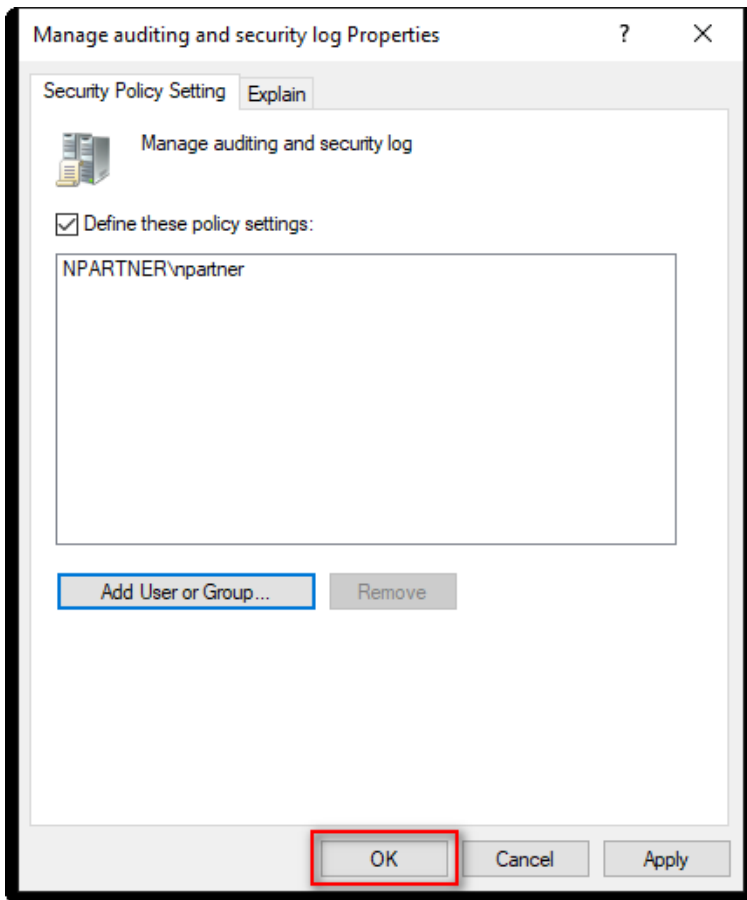 Manage auditing and security log Properties
?
Security Policy Setting
Explain
Manage auditing and security log
Define these policy settings:
NPARTNER\npartner
Add User or Group...
Remove
OK
Cancel
Apply